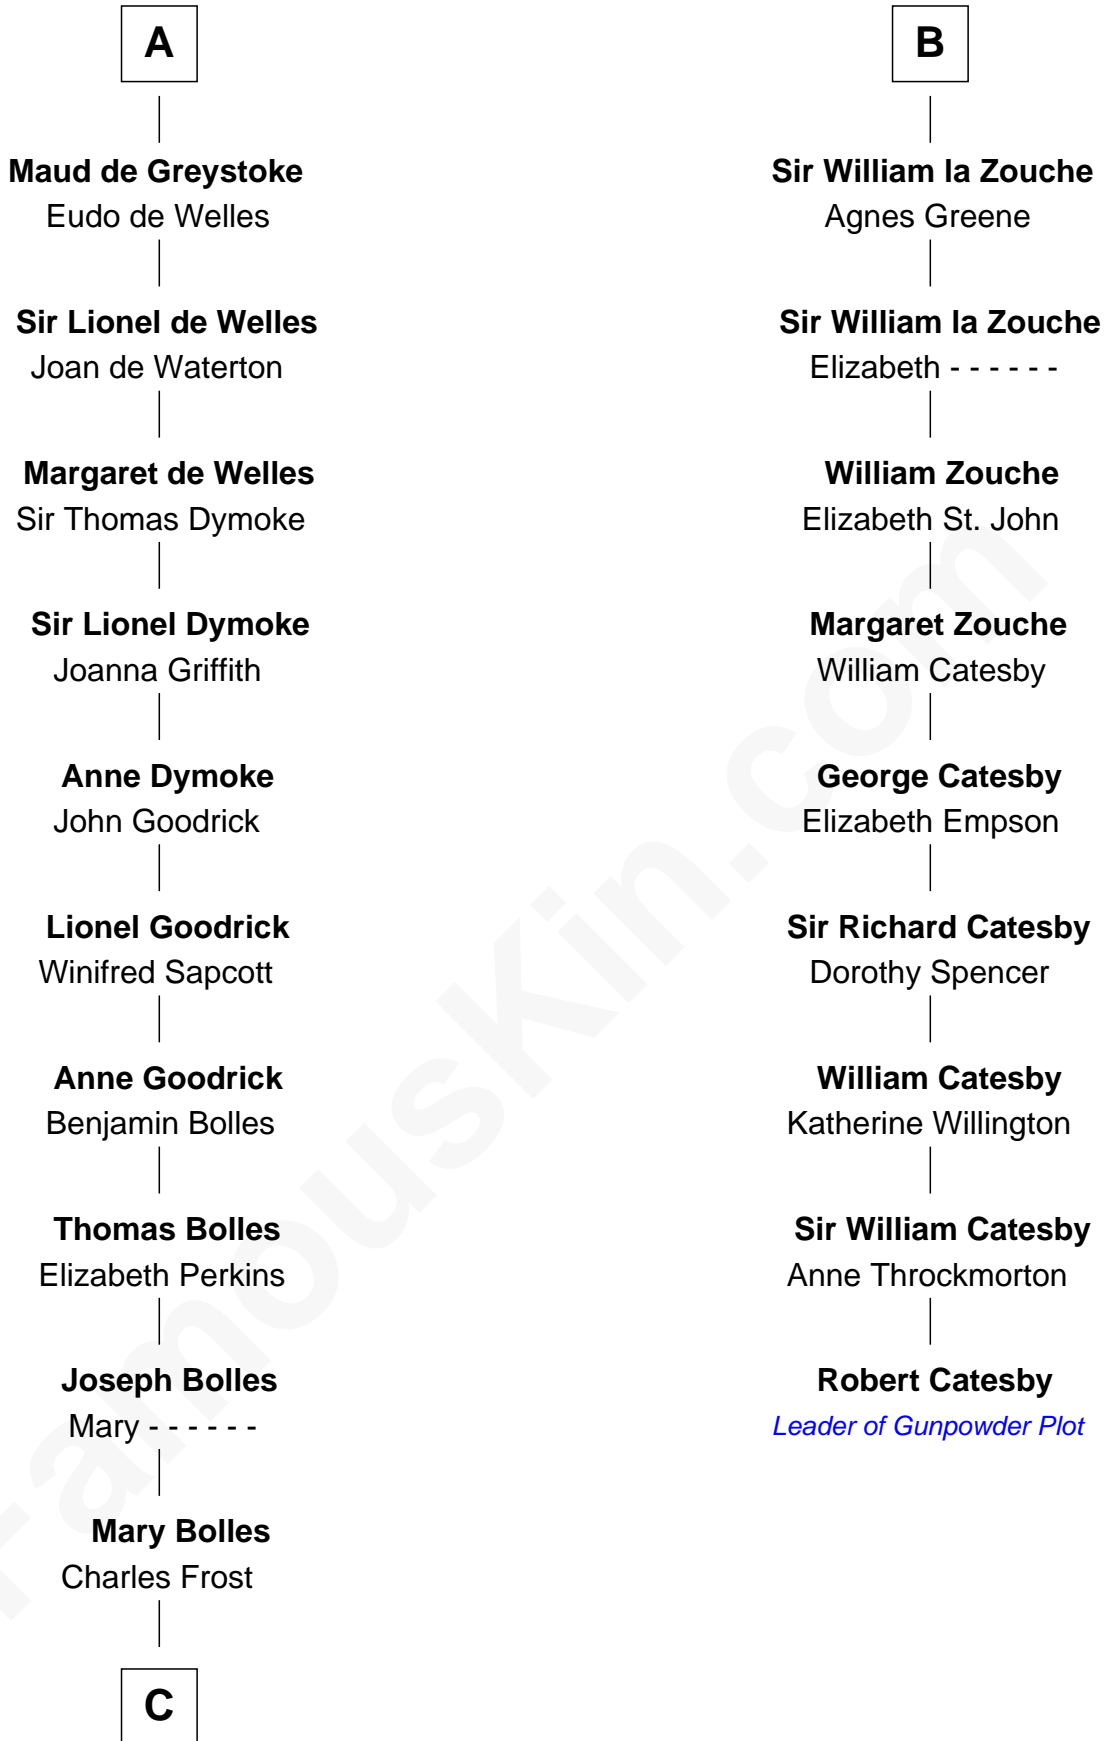 A
Maud de Greystoke
Eudo de Welles
Sir Lionel de Welles
Joan de Waterton
Margaret de Welles
Sir Thomas Dymoke
Sir Lionel Dymoke
Joanna Griffith
Anne Dymoke
John Goodrick
Lionel Goodrick
Winifred Sapcott
Anne Goodrick
Benjamin Bolles
Thomas Bolles
Elizabeth Perkins
Joseph Bolles
Mary - - - - - -
Mary Bolles
Charles Frost
C
B
Sir William la Zouche
Agnes Greene
Sir William la Zouche
Elizabeth - - - - - -
William Zouche
Elizabeth St. John
Margaret Zouche
William Catesby
George Catesby
Elizabeth Empson
Sir Richard Catesby
Dorothy Spencer
William Catesby
Katherine Willington
Sir William Catesby
Anne Throckmorton
Robert Catesby
Leader of Gunpowder Plot
FamousKin.com